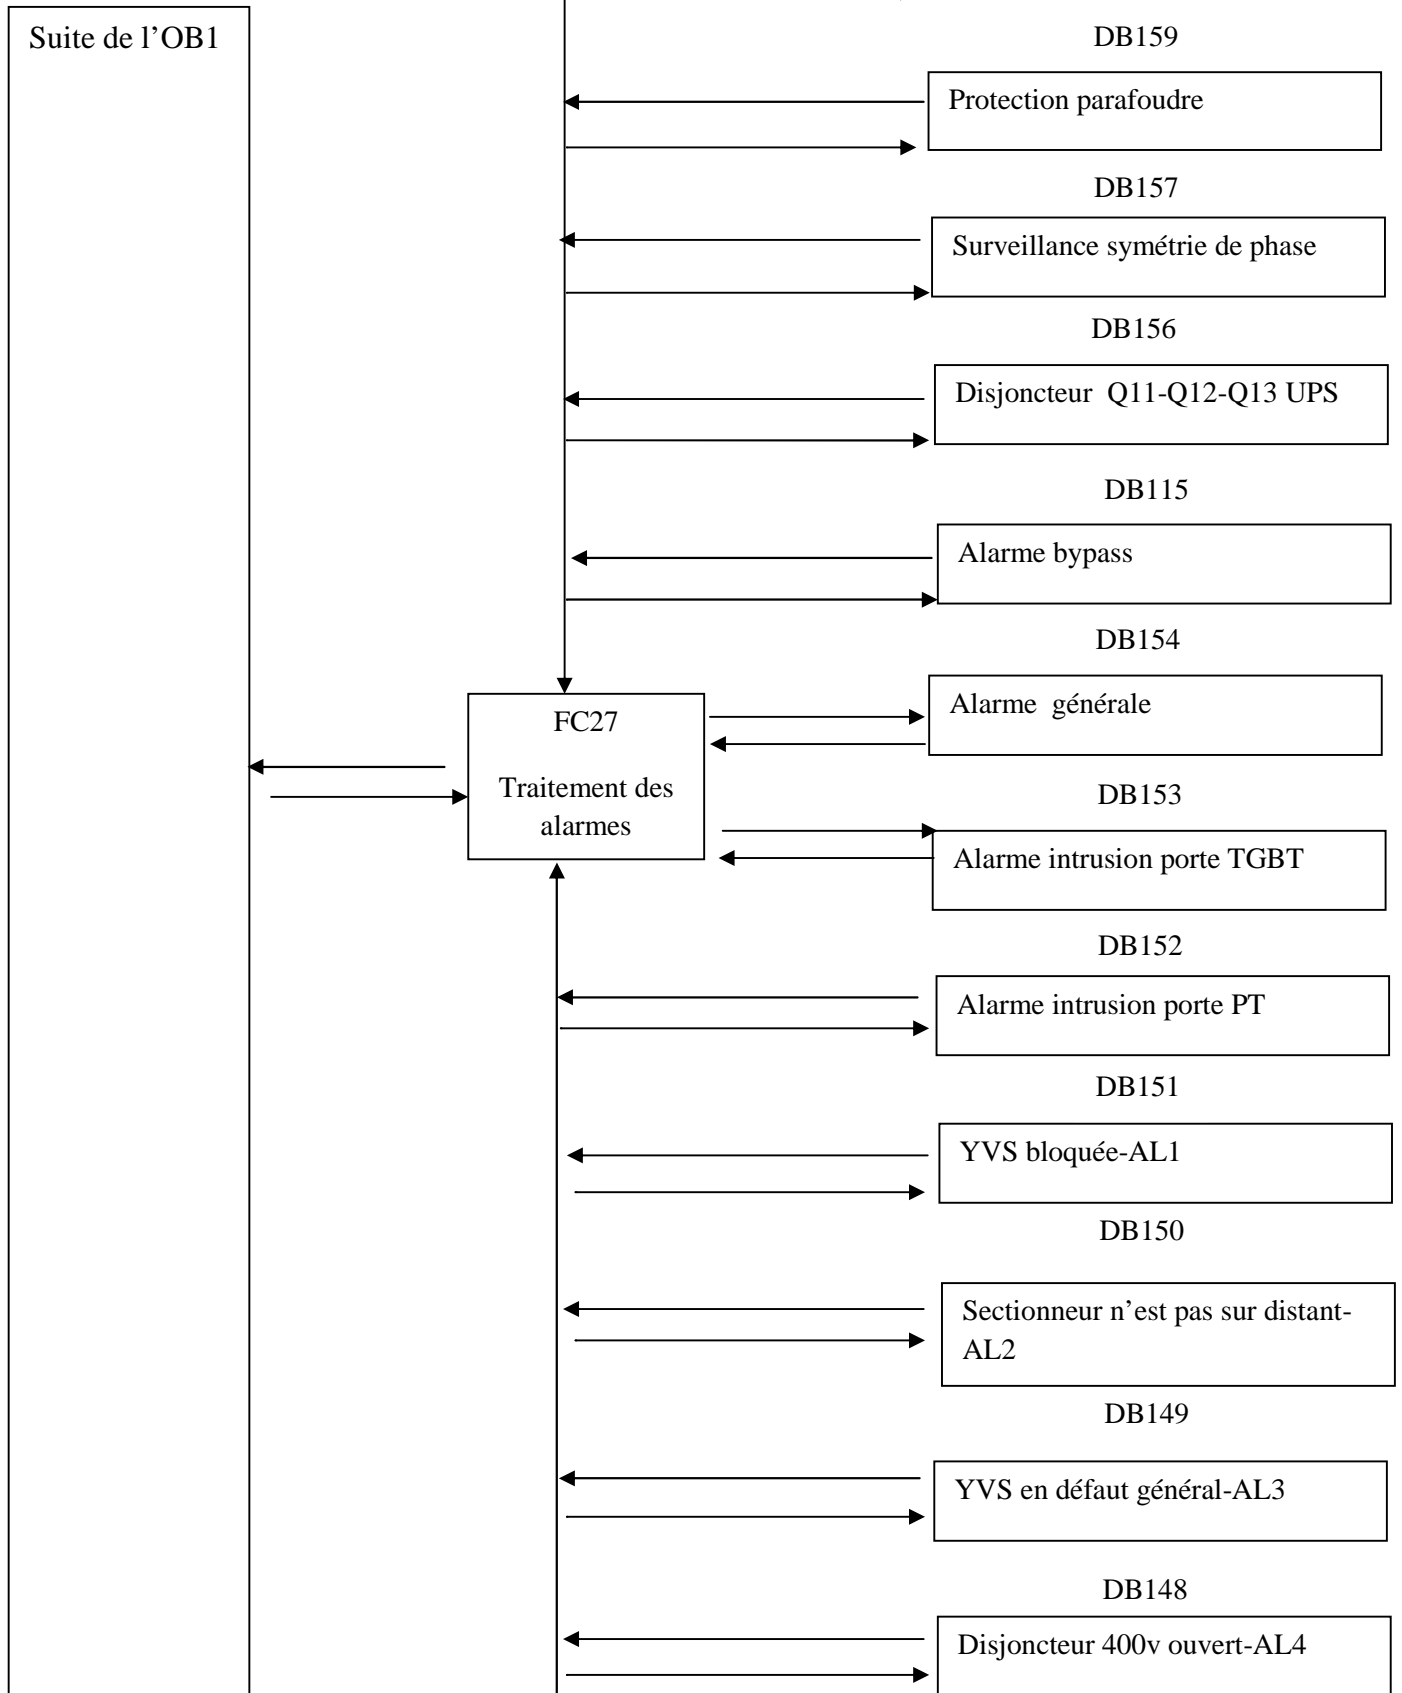 Suite de l’OB1
DB159
Protection parafoudre
DB157
Surveillance symétrie de phase
DB156
Disjoncteur Q11-Q12-Q13 UPS
DB115
Alarme bypass
DB154
Alarme générale
FC27
Traitement des
alarmes
DB153
Alarme intrusion porte TGBT
DB152
Alarme intrusion porte PT
DB151
YVS bloquée-AL1
DB150
Sectionneur n’est pas sur distant-
AL2
DB149
YVS en défaut général-AL3
DB148
Disjoncteur 400v ouvert-AL4